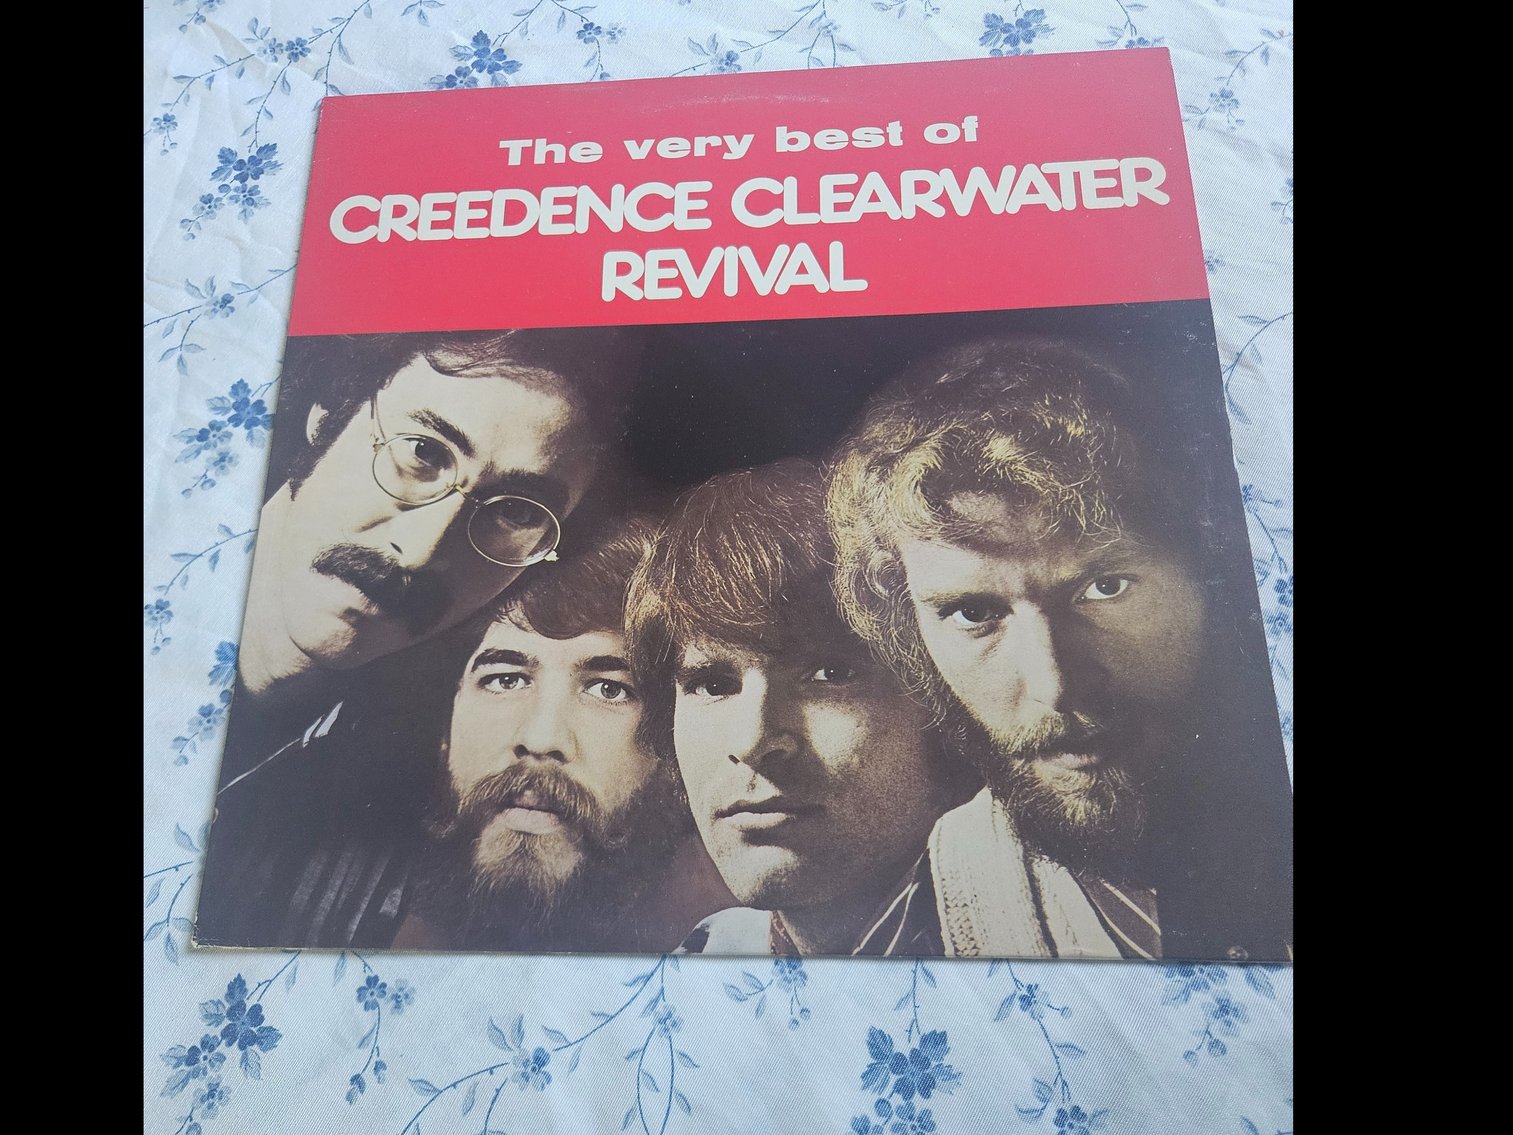 The very best of
CREEDENCE CLEARWATER
REVIVAL